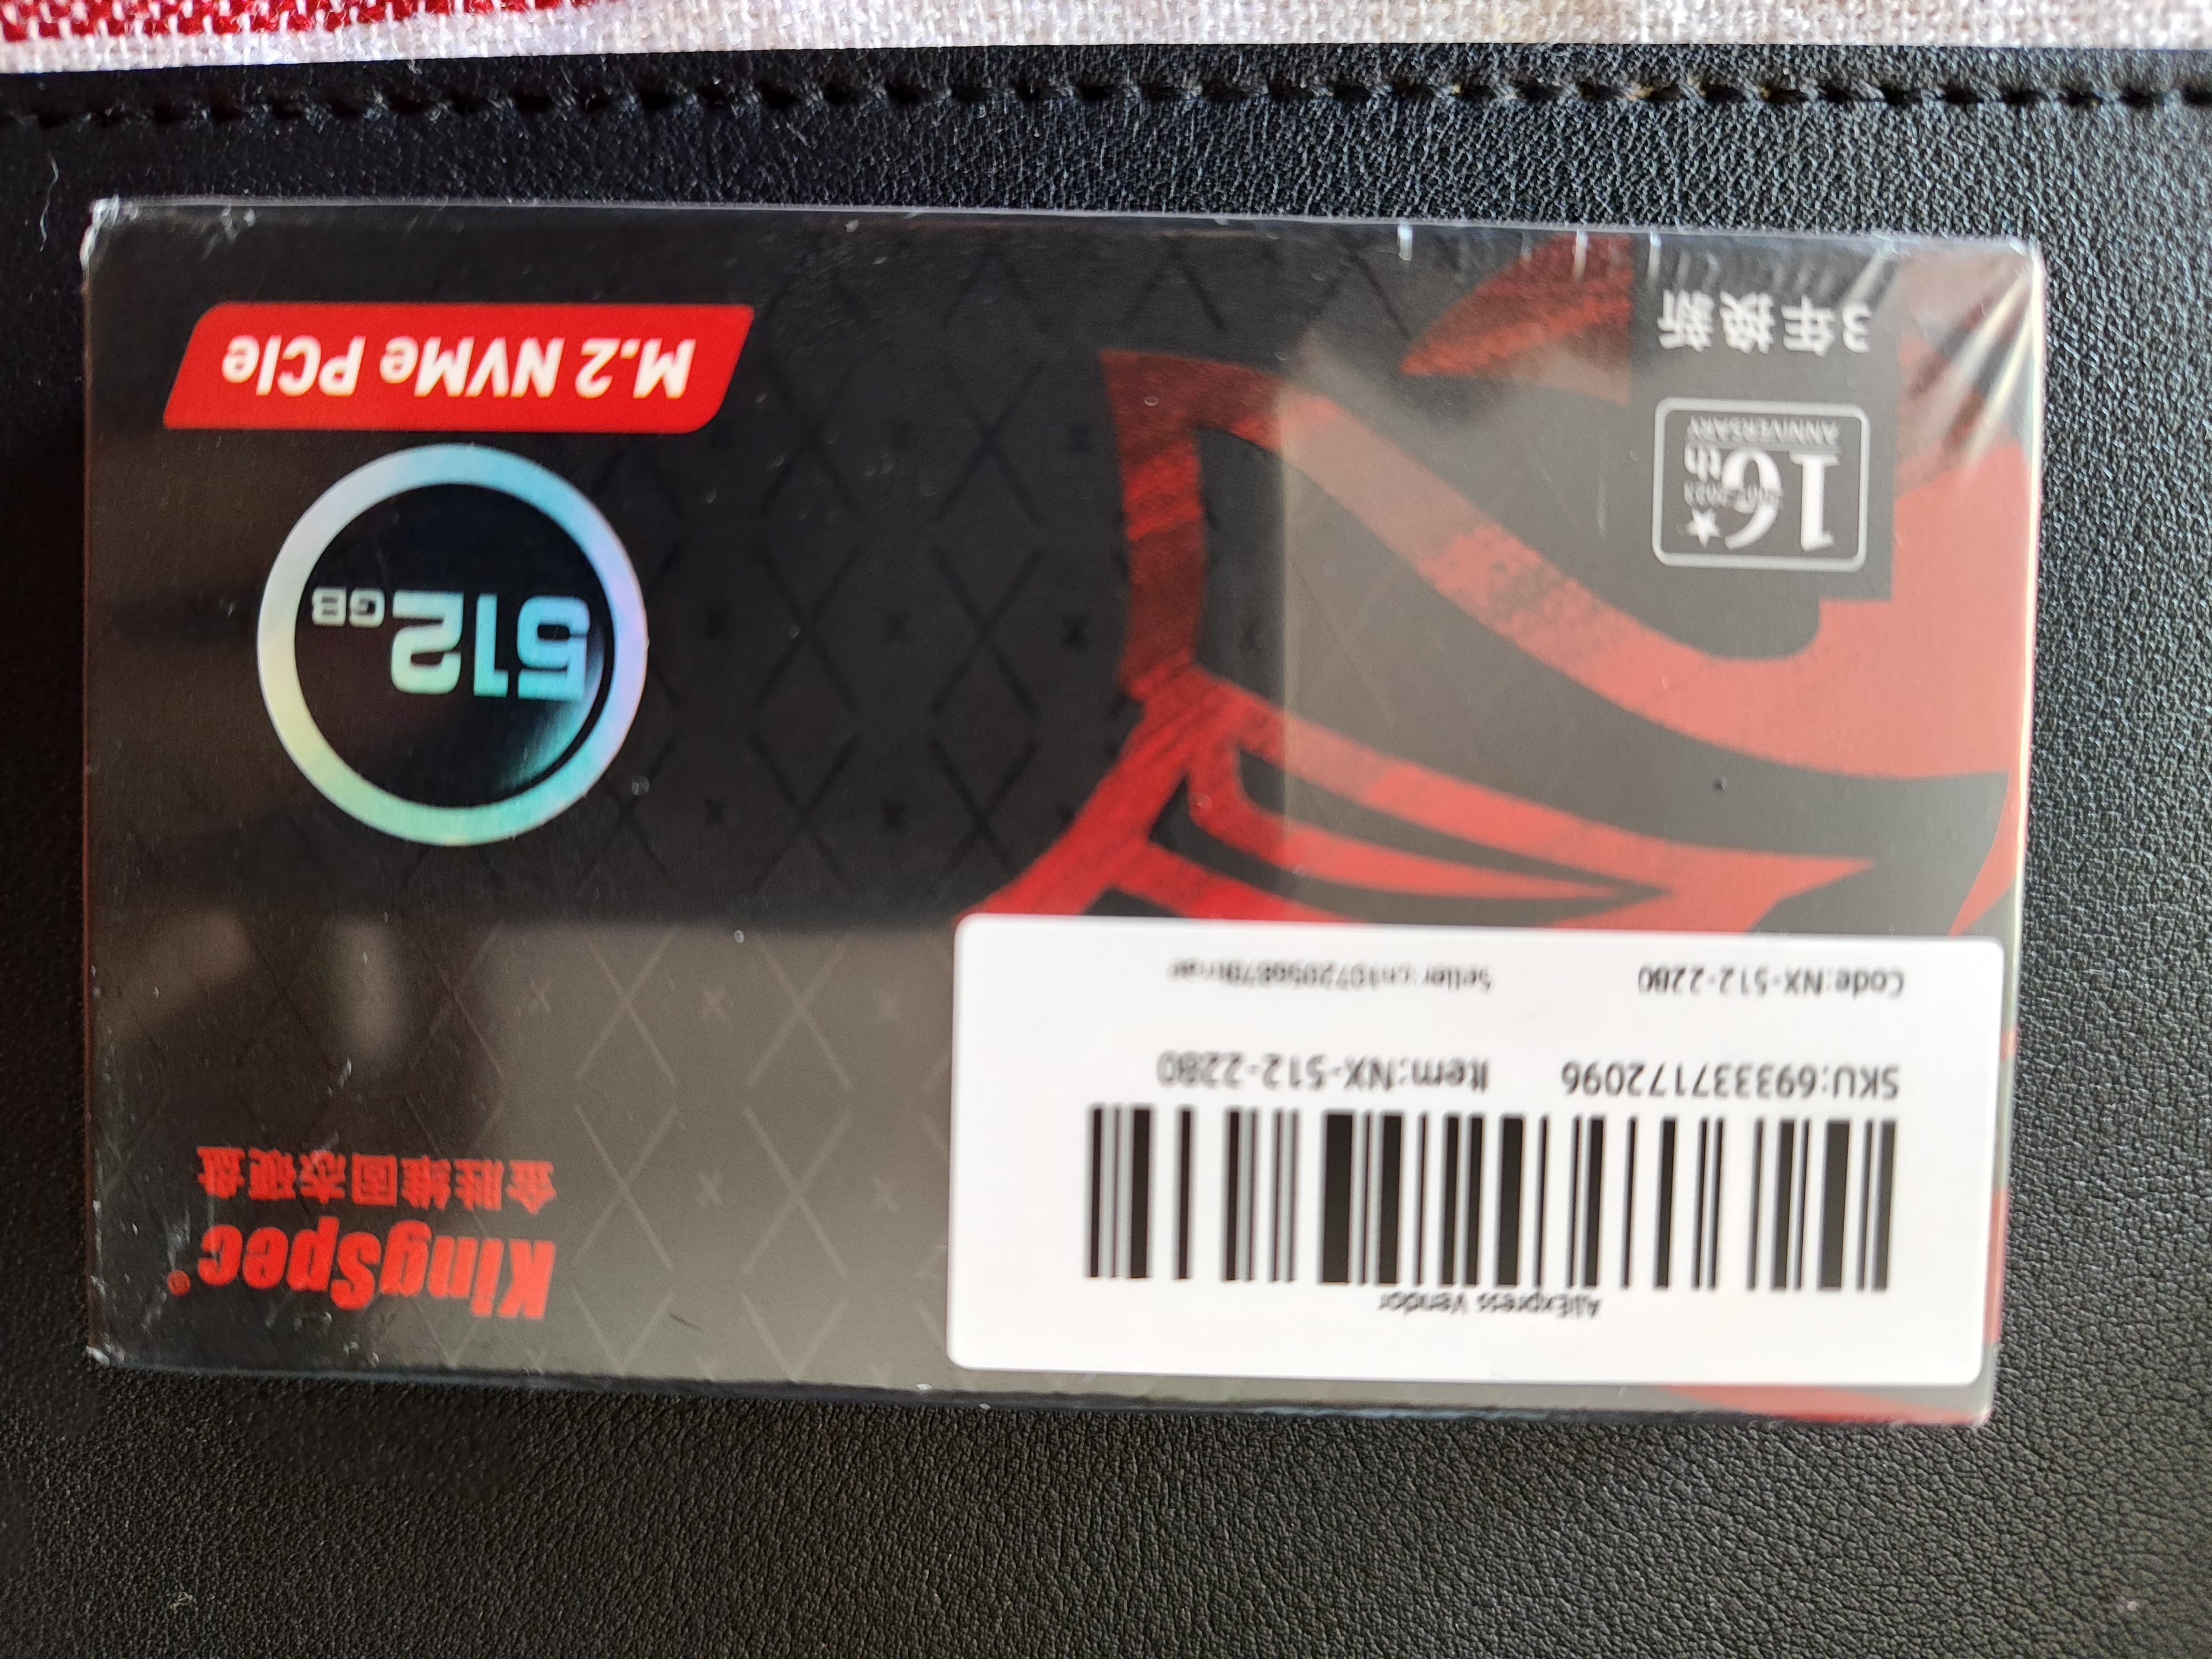 KingSpec®
金胜维固态硬盘
512GB
M.2 NVMe PCIe
AliExpress Vendor
SKU:693337172096
Item:NX-512-2280
Code:NX-512-2280
16th
ANNIVERSARY
3年换新